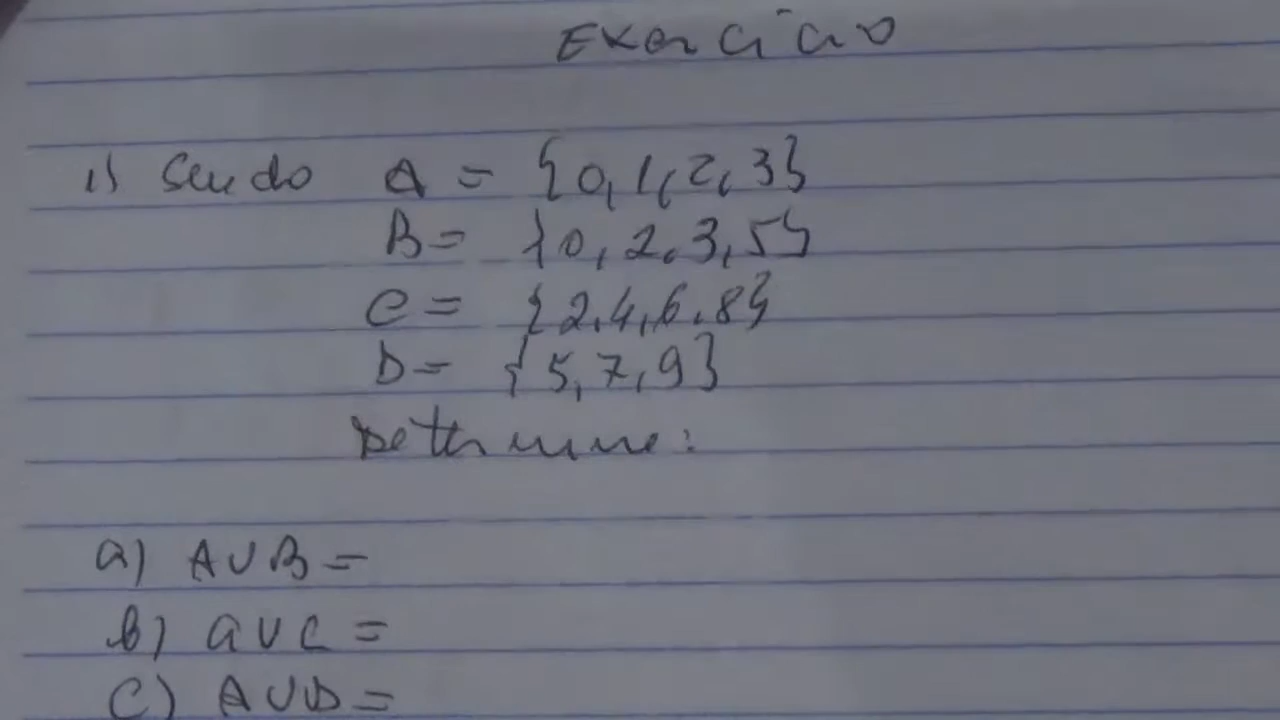 Exercício
1) Sendo A = {0,1,2,3}
B = {0,2,3,5}
C = {2,4,6,8}
D = {5,7,9}
Determine:
a) A∪B =
b) a∪C =
c) A∪D =